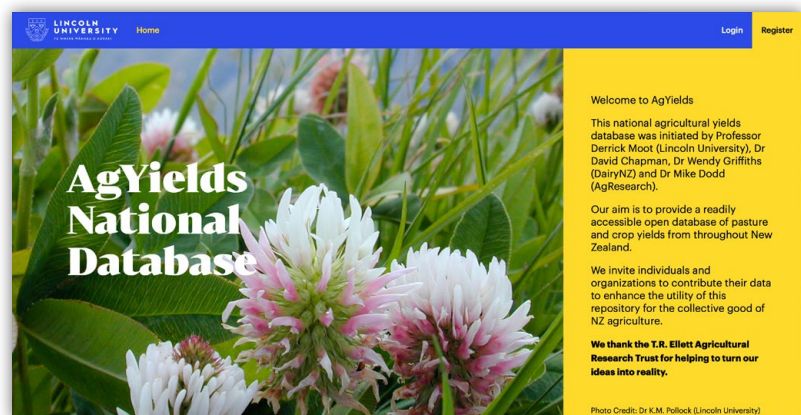 LINCOLN
UNIVERSITY
TE WHARE WĀNAKA O AORAKI
Home
Login
Register
AgYields
National
Database
Welcome to AgYields
This national agricultural yields
database was initiated by Professor
Derrick Moot (Lincoln University), Dr
David Chapman, Dr Wendy Griffiths
(DairyNZ) and Dr Mike Dodd
(AgResearch).
Our aim is to provide a readily
accessible open database of pasture
and crop yields from throughout New
Zealand.
We invite individuals and
organizations to contribute their data
to enhance the utility of this
repository for the collective good of
NZ agriculture.
We thank the T.R. Ellett Agricultural
Research Trust for helping to turn our
ideas into reality.
Photo Credit: Dr K.M. Pollock (Lincoln University)